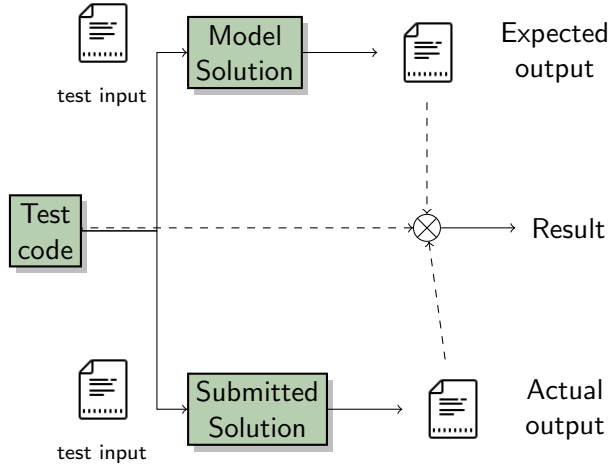 Model
Solution
Expected
output
test input
Test
code
Result
Submitted
Solution
Actual
output
test input